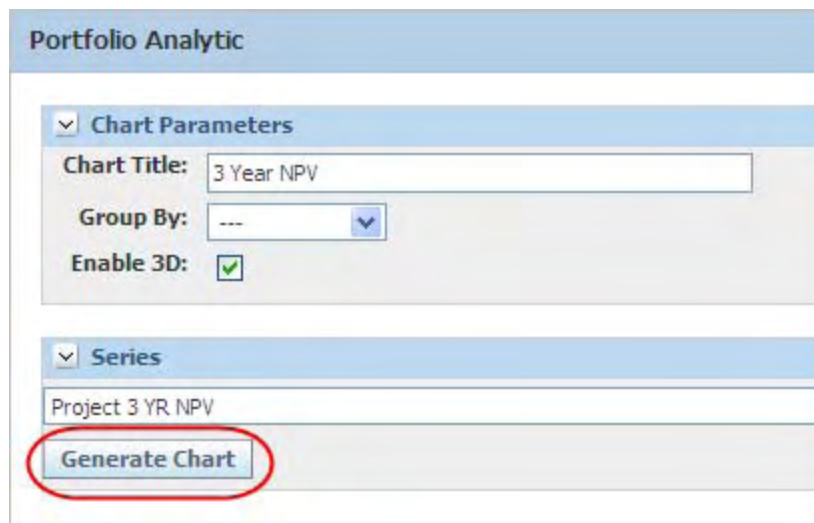 Portfolio Analytic
Chart Parameters
Chart Title: 3 Year NPV
Group By: ---
Enable 3D:
Series
Project 3 YR NPV
Generate Chart